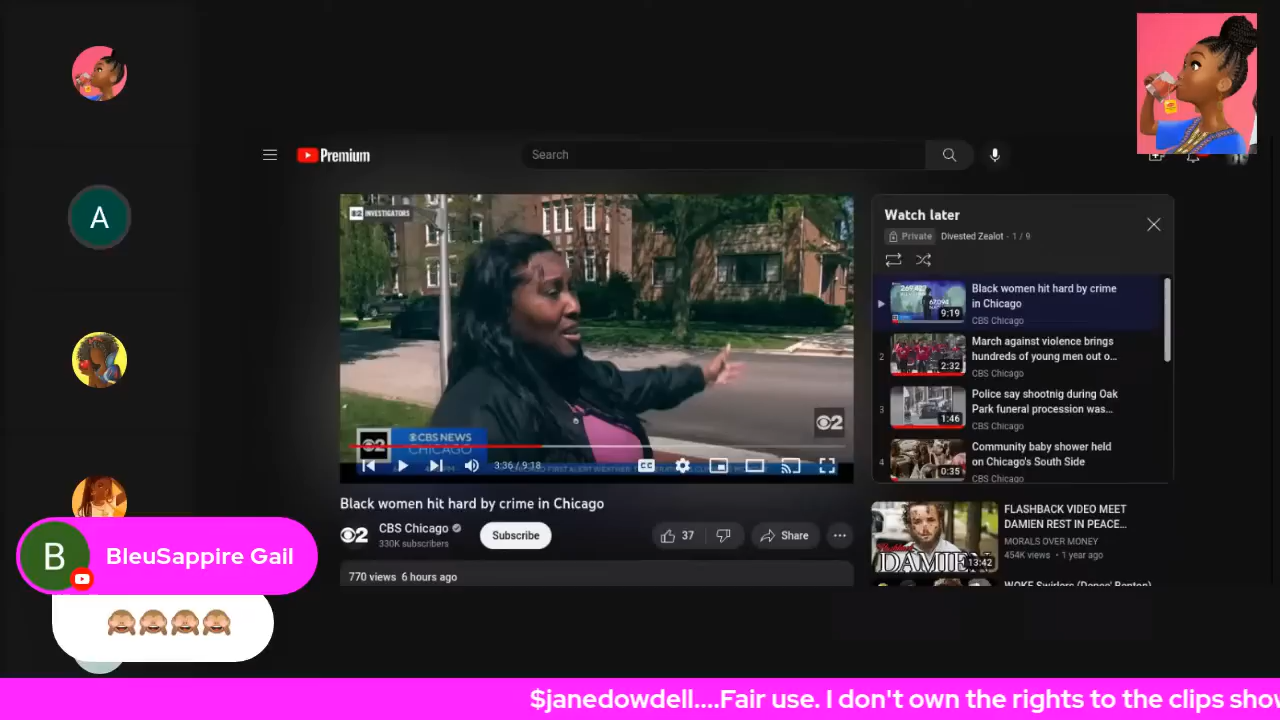 Premium
Search
2 INVESTIGATORS
CBS NEWS
CHICAGO
CC
3:36 / 9:18
Black women hit hard by crime in Chicago
CBS Chicago
330K subscribers
Subscribe
37
Share
770 views 6 hours ago
Watch later
Private Divested Zealot - 1 / 9
9:19
Black women hit hard by crime
in Chicago
CBS Chicago
2
2:32
March against violence brings
hundreds of young men out o...
CBS Chicago
3
1:46
Police say shootnig during Oak
Park funeral procession was...
CBS Chicago
4
0:35
Community baby shower held
on Chicago's South Side
CBS Chicago
DAMIEN
13:42
FLASHBACK VIDEO MEET
DAMIEN REST IN PEACE...
MORALS OVER MONEY
454K views • 1 year ago
A
B
BleuSappire Gail
$janedowdell....Fair use. I don't own the rights to the clips show